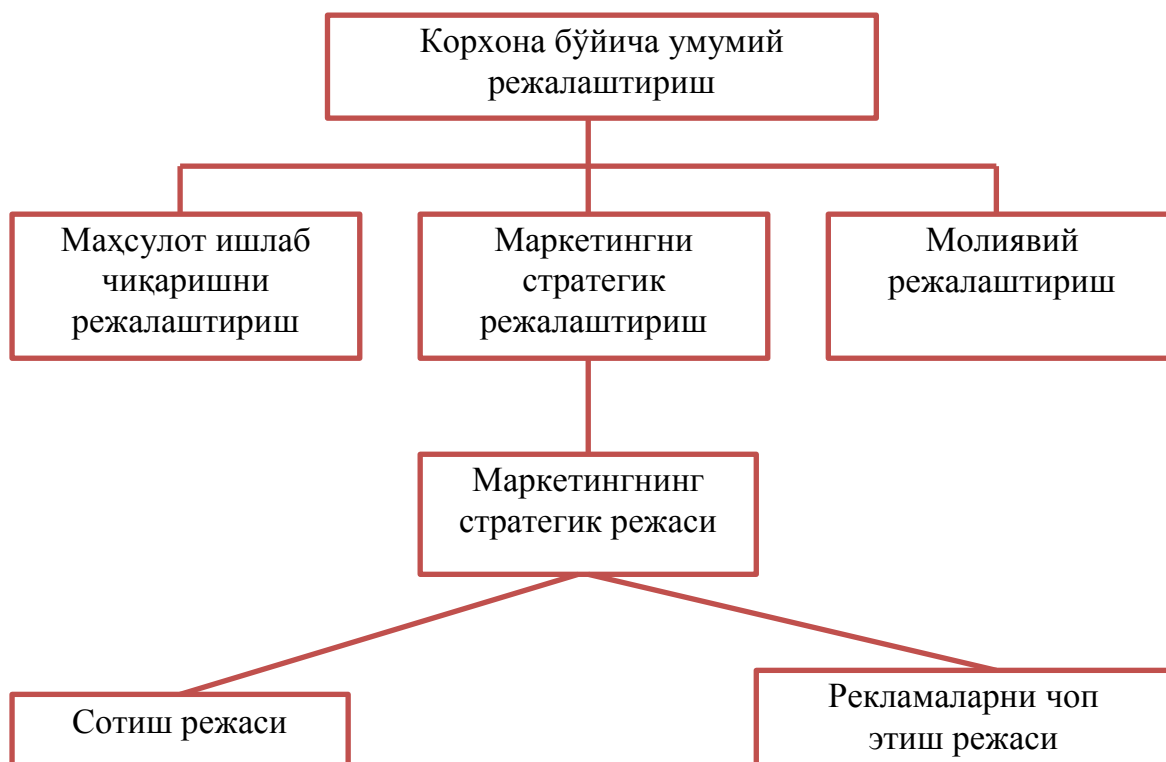 Корхона бўйича умумий
режалаштириш
Маҳсулот ишлаб
чиқаришни
режалаштириш
Маркетингни
стратегик
режалаштириш
Молиявий
режалаштириш
Маркетингнинг
стратегик режаси
Сотиш режаси
Рекламаларни чоп
этиш режаси